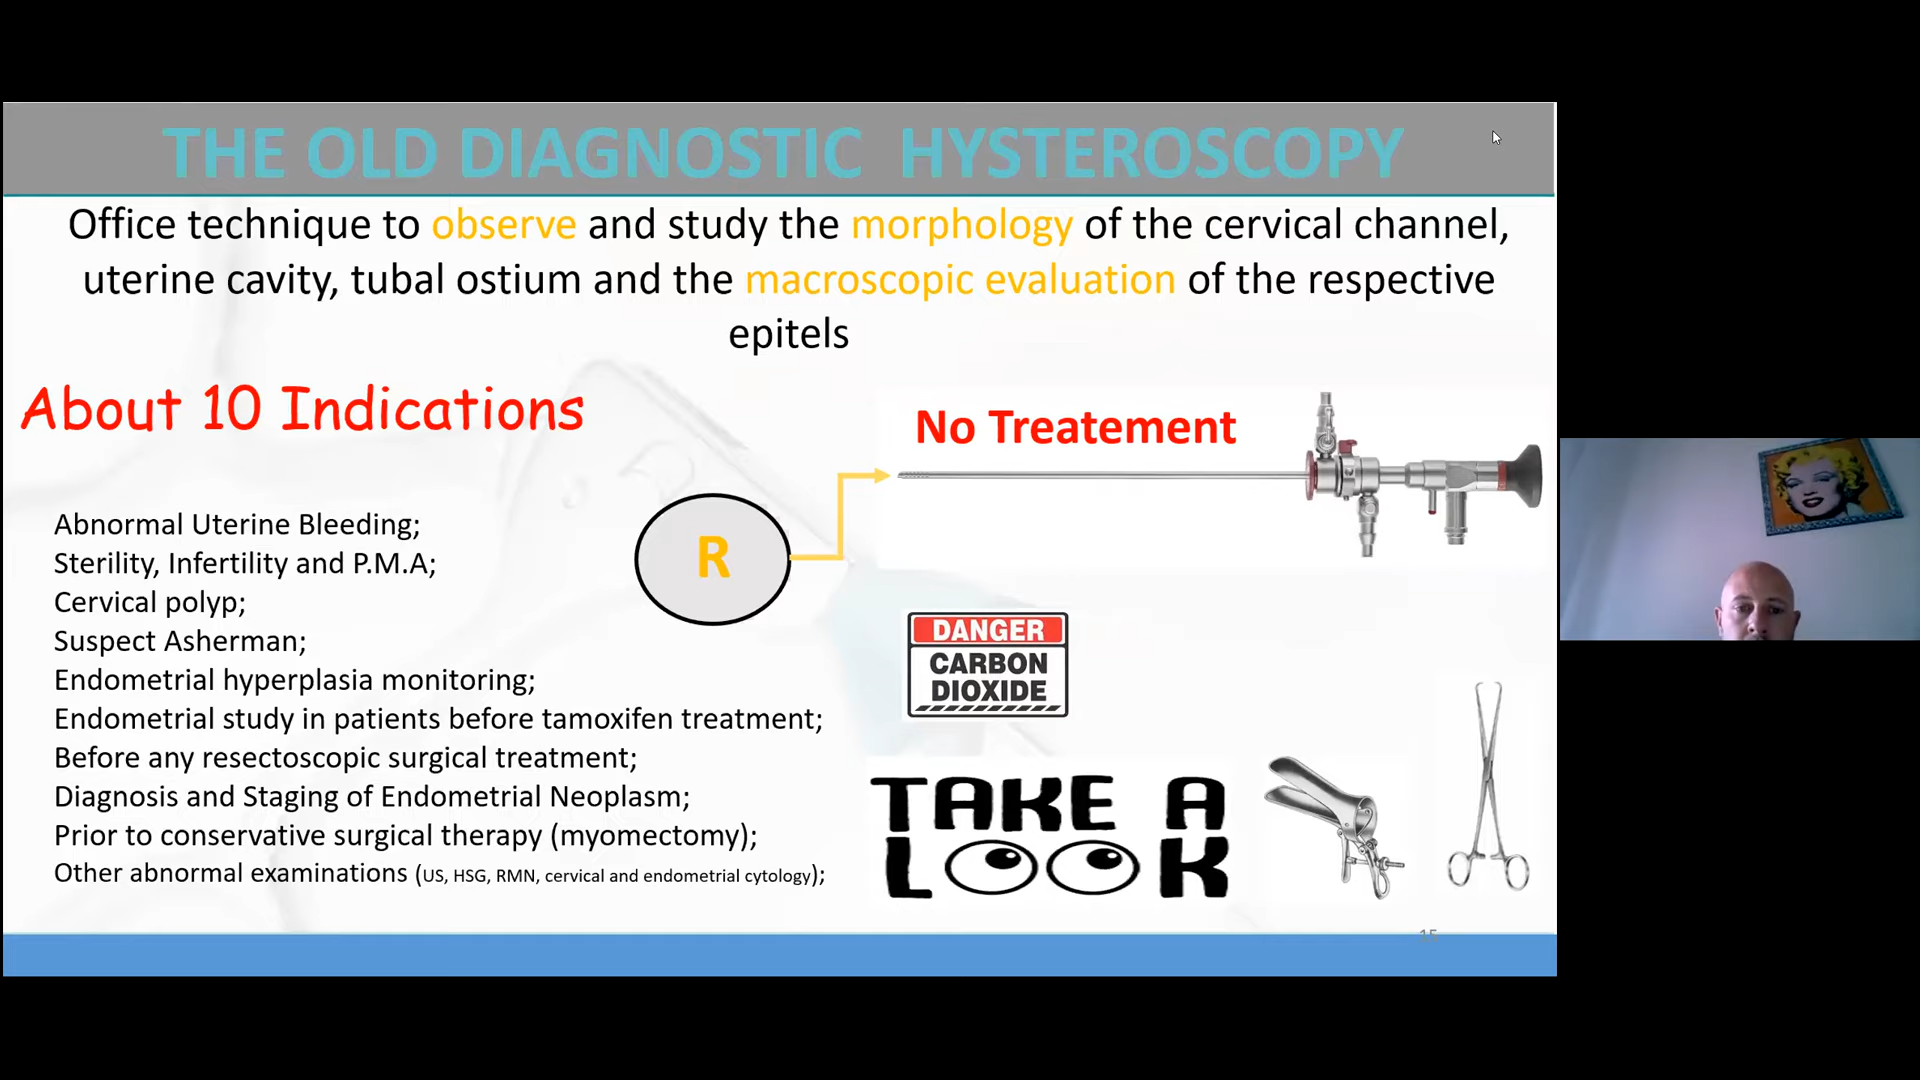 THE OLD DIAGNOSTIC HYSTEROSCOPY
Office technique to observe and study the morphology of the cervical channel,
uterine cavity, tubal ostium and the macroscopic evaluation of the respective
epitels
About 10 Indications
No Treatement
R
Abnormal Uterine Bleeding;
Sterility, Infertility and P.M.A;
Cervical polyp;
Suspect Asherman;
Endometrial hyperplasia monitoring;
Endometrial study in patients before tamoxifen treatment;
Before any resectoscopic surgical treatment;
Diagnosis and Staging of Endometrial Neoplasm;
Prior to conservative surgical therapy (myomectomy);
Other abnormal examinations (US, HSG, RMN, cervical and endometrial cytology);
DANGER
CARBON
DIOXIDE
TAKE A
LOOK
15